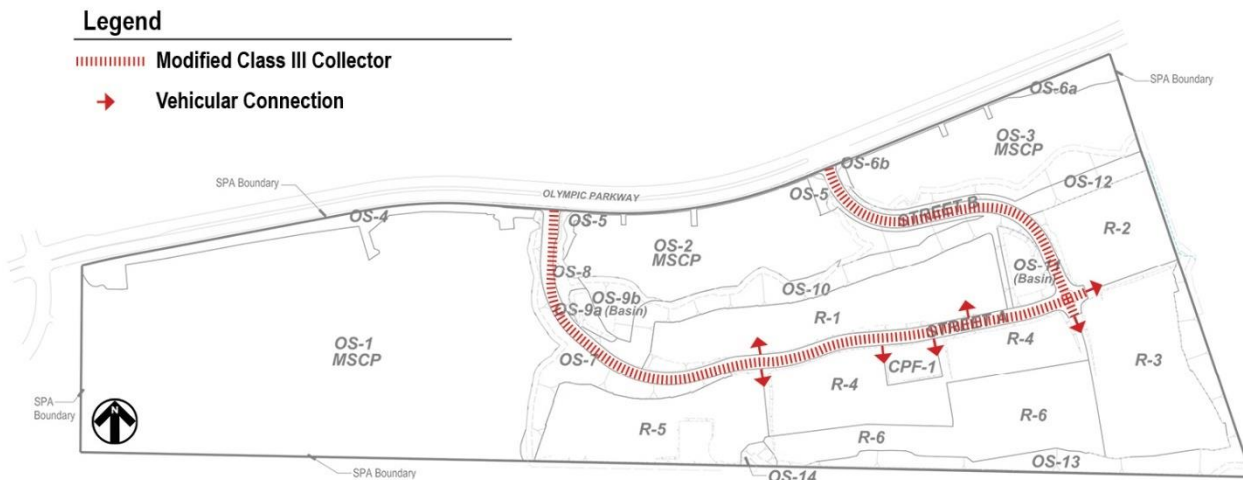 Legend
Modified Class III Collector
Vehicular Connection
SPA Boundary
OS-6a
OS-3
MSCP
OS-6b
SPA Boundary
OLYMPIC PARKWAY
OS-5
OS-12
OS-4
OS-5
STREET B
R-2
OS-2
MSCP
OS-8
OS-11
(Basin)
OS-9b
(Basin)
OS-10
OS-9a
R-1
STREET A
OS-1
MSCP
OS-7
R-4
CPF-1
R-4
R-3
SPA
Boundary
N
R-5
R-6
R-6
OS-13
SPA Boundary
OS-14